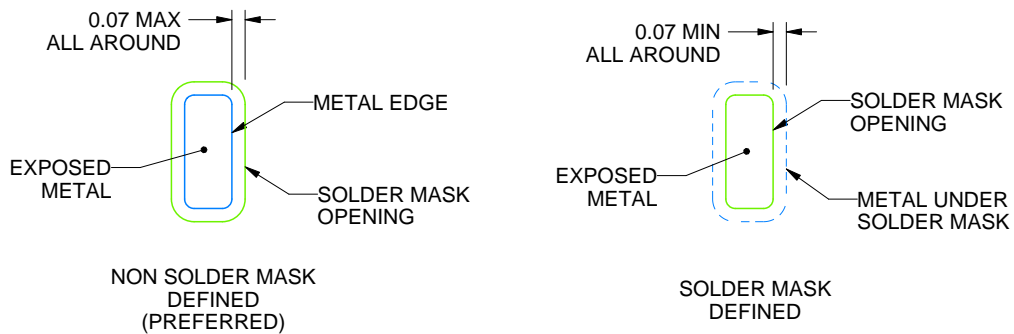 0.07 MAX
ALL AROUND
METAL EDGE
EXPOSED
METAL
SOLDER MASK
OPENING
NON SOLDER MASK
DEFINED
(PREFERRED)
0.07 MIN
ALL AROUND
SOLDER MASK
OPENING
EXPOSED
METAL
METAL UNDER
SOLDER MASK
SOLDER MASK
DEFINED